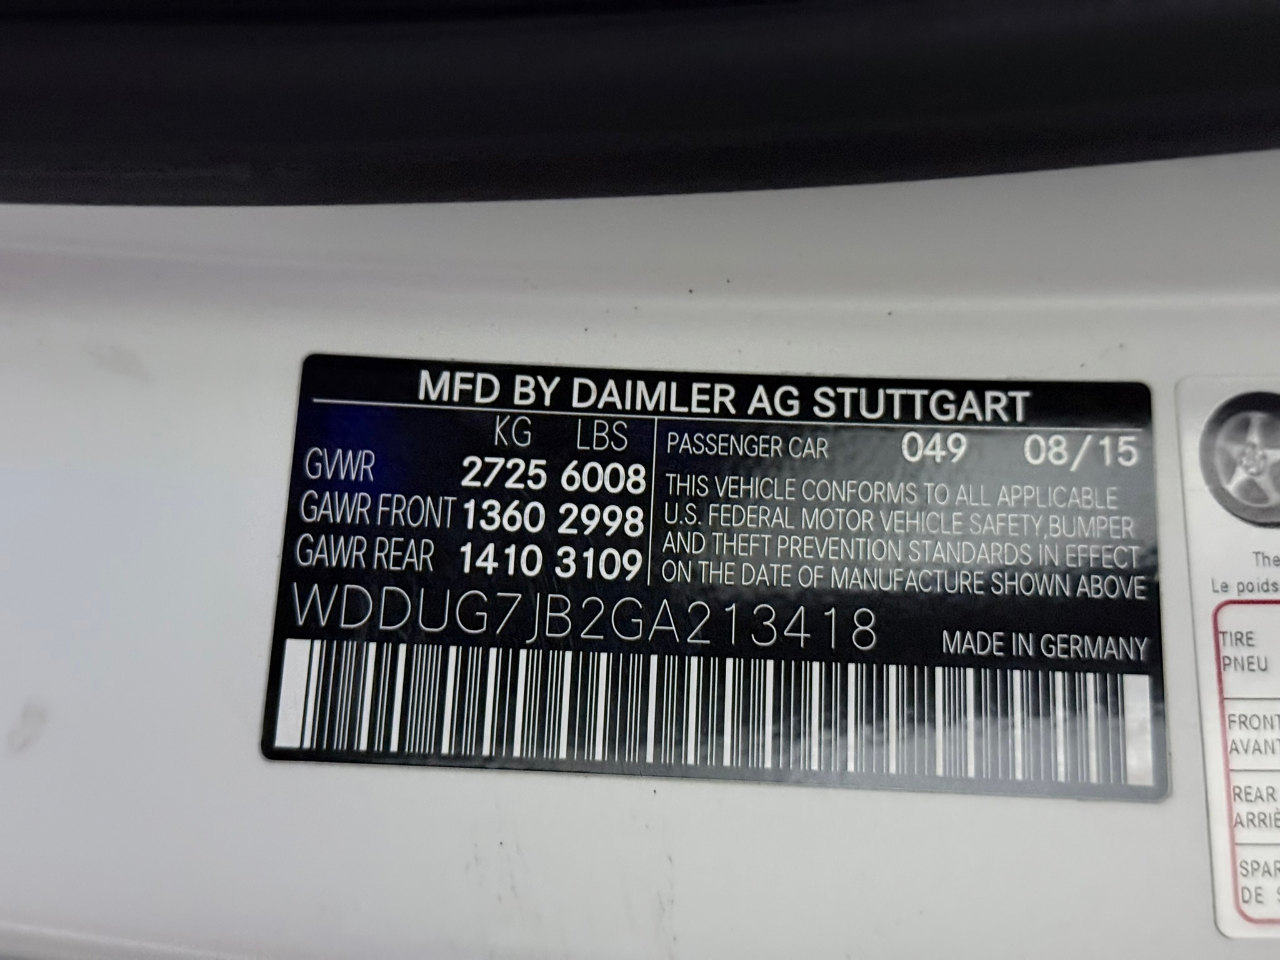 MFD BY DAIMLER AG STUTTGART
KG LBS
GVWR 2725 6008
GAWR FRONT 1360 2998
GAWR REAR 1410 3109
PASSENGER CAR 049 08/15
THIS VEHICLE CONFORMS TO ALL APPLICABLE
U.S. FEDERAL MOTOR VEHICLE SAFETY,BUMPER
AND THEFT PREVENTION STANDARDS IN EFFECT
ON THE DATE OF MANUFACTURE SHOWN ABOVE
WDDUG7JB2GA213418
MADE IN GERMANY
The
Le poids
TIRE
PNEU
FRONT
AVANT
REAR
ARRIÈ
SPAR
DE